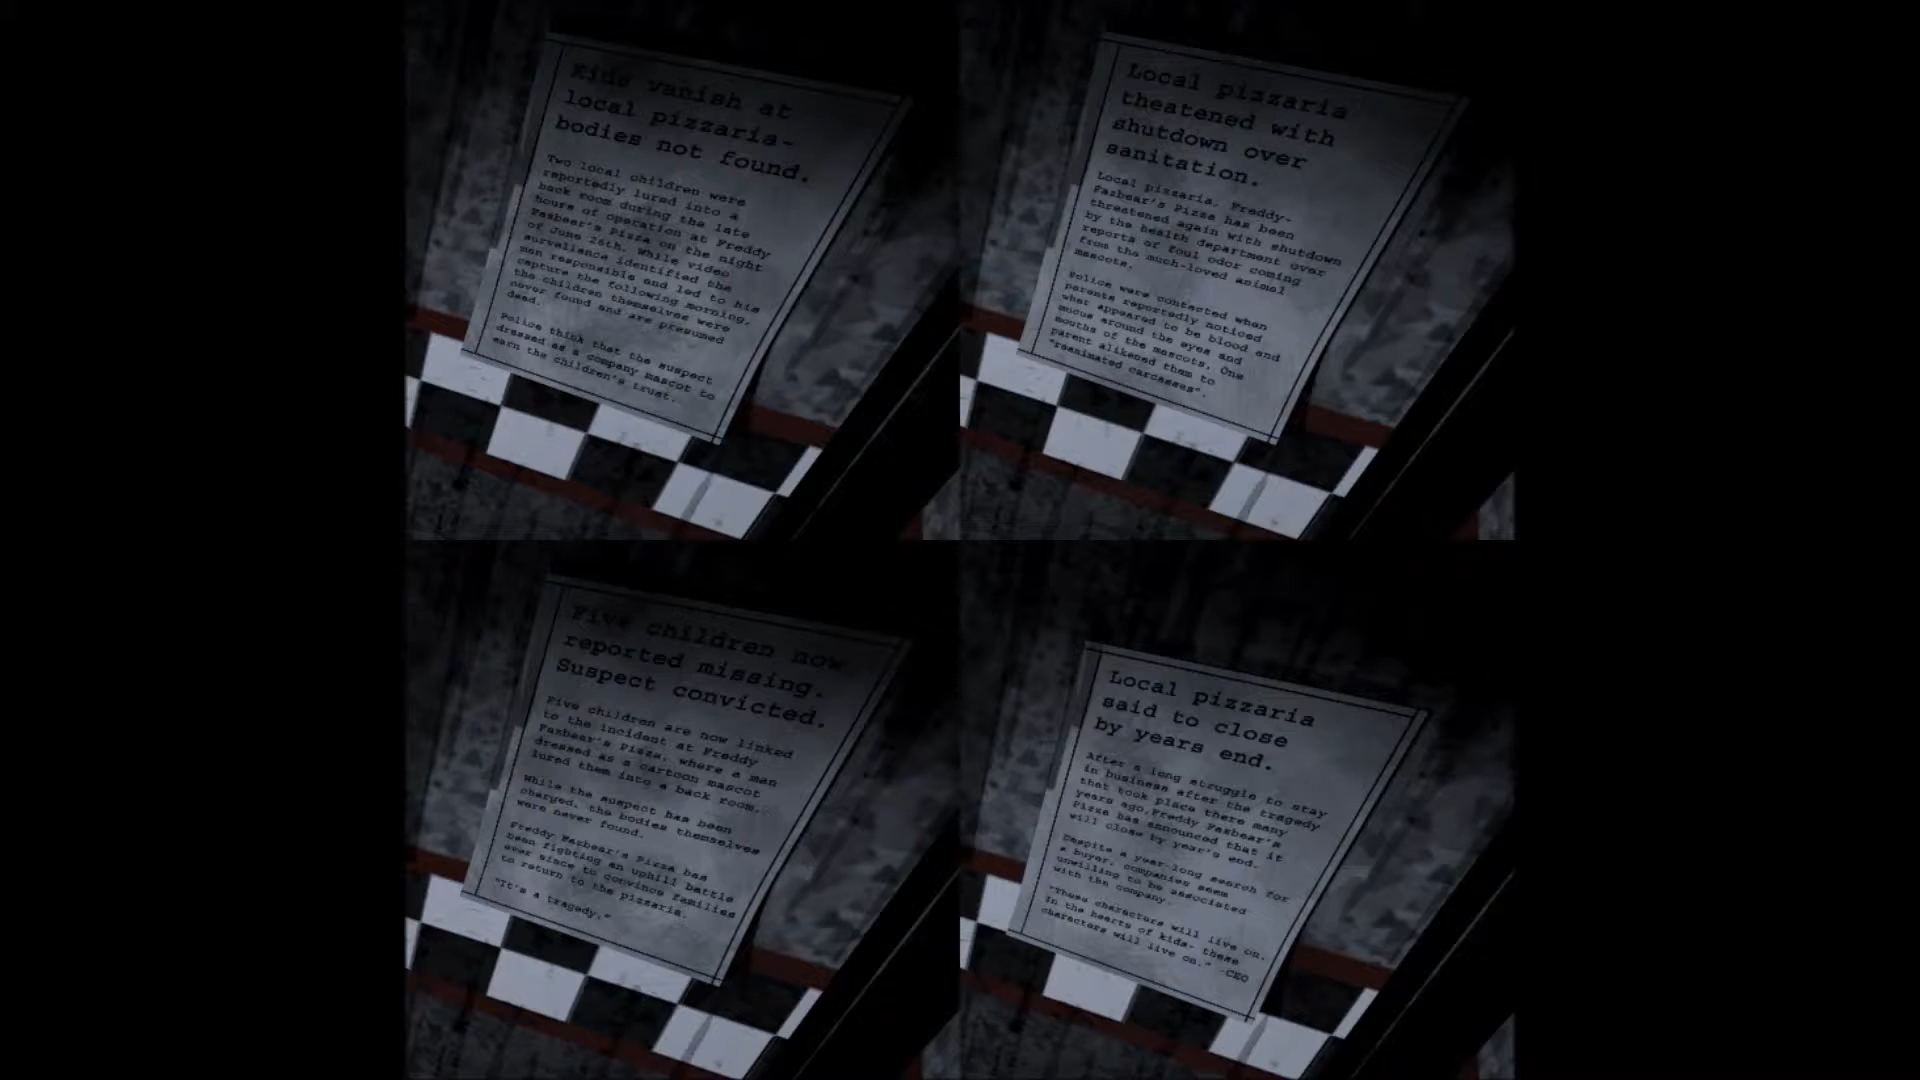 Kids vanish at
local pizzaria-
bodies not found.
Two local children were
reportedly lured into a
back room during the late
hours of operation at Freddy
Fazbear's Pizza on the night
of June 26th. While video
survaliance identified the
man responsible and led to his
capture the following morning,
the children themselves were
never found and are presumed
dead.
Police think that the suspect
dressed as a company mascot to
earn the children's trust.
Local pizzaria
theatened with
shutdown over
sanitation.
Local pizzaria, Freddy-
Fazbear's Pizza has been
threatened again with shutdown
by the health department over
reports of foul odor coming
from the much-loved animal
mascots.
Police were contacted when
parents reportedly noticed
what appeared to be blood and
mucus around the eyes and
mouths of the mascots. One
parent alikened them to
"reanimated carcasses".
Five children now
reported missing.
Suspect convicted.
Five children are now linked
to the incident at Freddy
Fazbear's Pizza, where a man
dressed as a cartoon mascot
lured them into a back room.
While the suspect has been
charged, the bodies themselves
were never found.
Freddy Fazbear's Pizza has
been fighting an uphill battle
ever since to convince families
to return to the pizzaria.
"It's a tragedy."
Local pizzaria
said to close
by years end.
After a long struggle to stay
in business after the tragedy
that took place there many
years ago,Freddy Fazbear's
Pizza has announced that it
will close by year's end.
Despite a year-long search for
a buyer, companies seem
unwilling to be associated
with the company.
"These characters will live on.
In the hearts of kids- these
characters will live on." -CEO